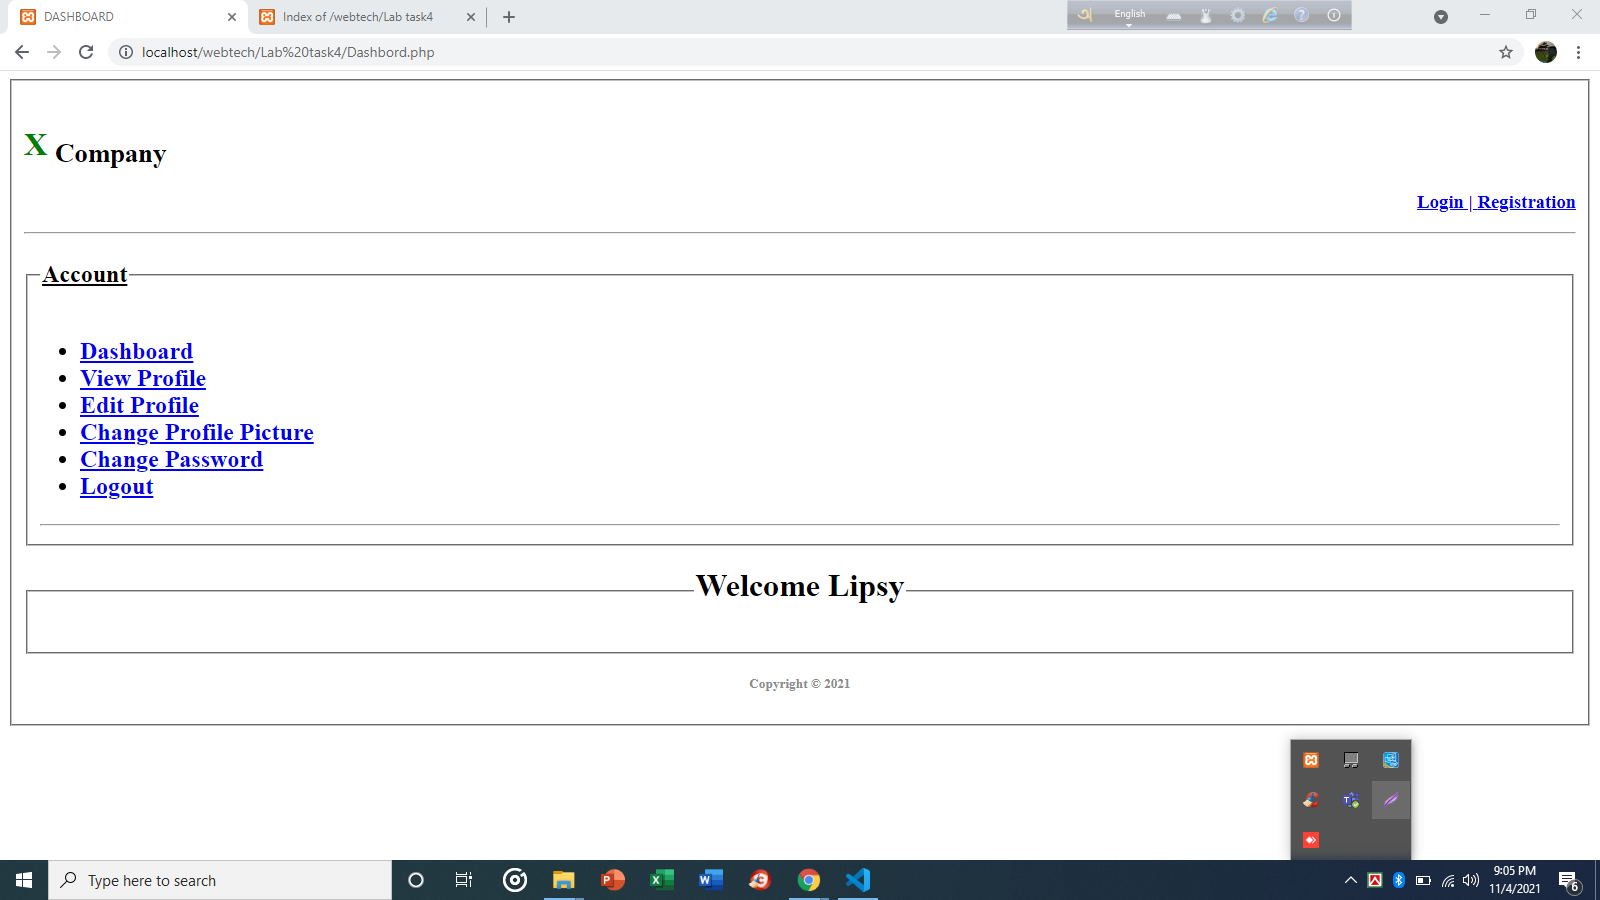 DASHBOARD
Index of /webtech/Lab task4
অ
English
localhost/webtech/Lab%20task4/Dashbord.php
X Company
Login | Registration
Account
Dashboard
View Profile
Edit Profile
Change Profile Picture
Change Password
Logout
Welcome Lipsy
Copyright © 2021
Type here to search
9:05 PM
11/4/2021
6